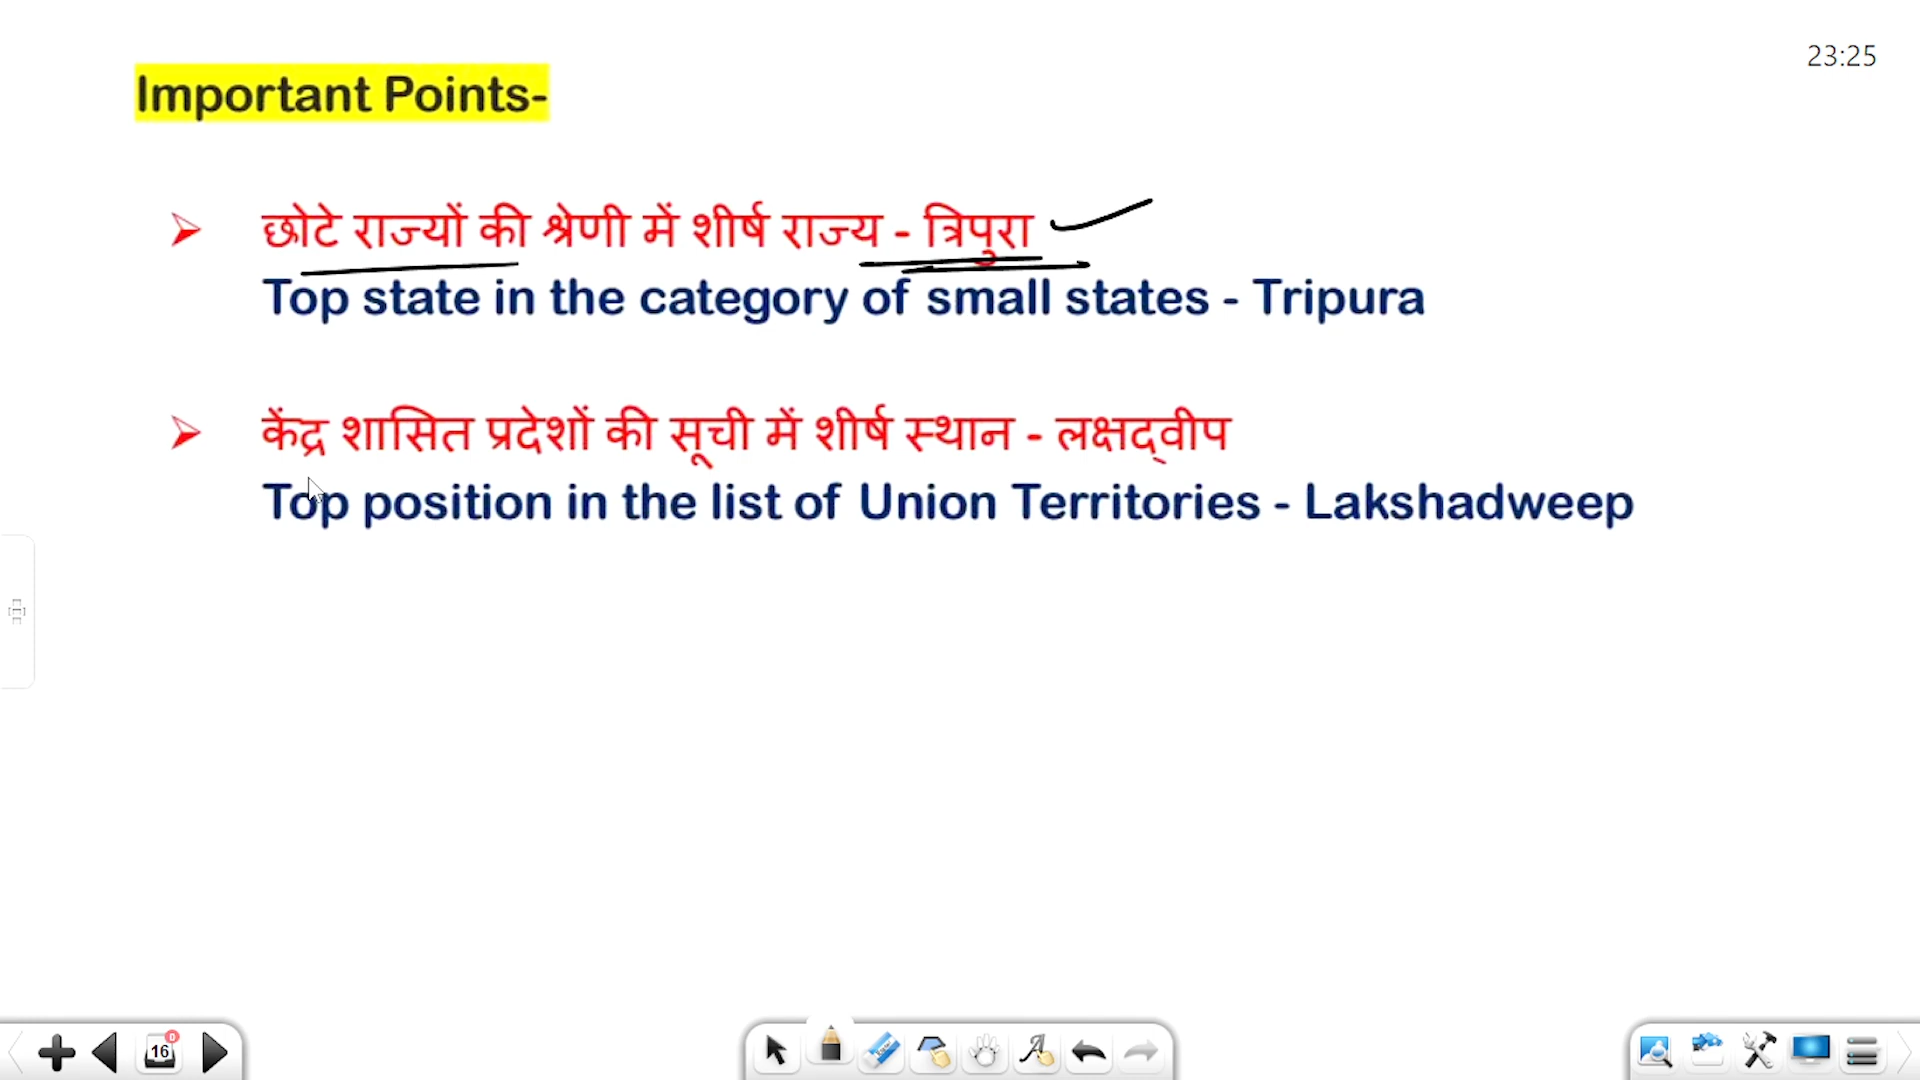 23:25
Important Points-
छोटे राज्यों की श्रेणी में शीर्ष राज्य - त्रिपुरा
Top state in the category of small states - Tripura
केंद्र शासित प्रदेशों की सूची में शीर्ष स्थान - लक्षद्वीप
Top position in the list of Union Territories - Lakshadweep
16